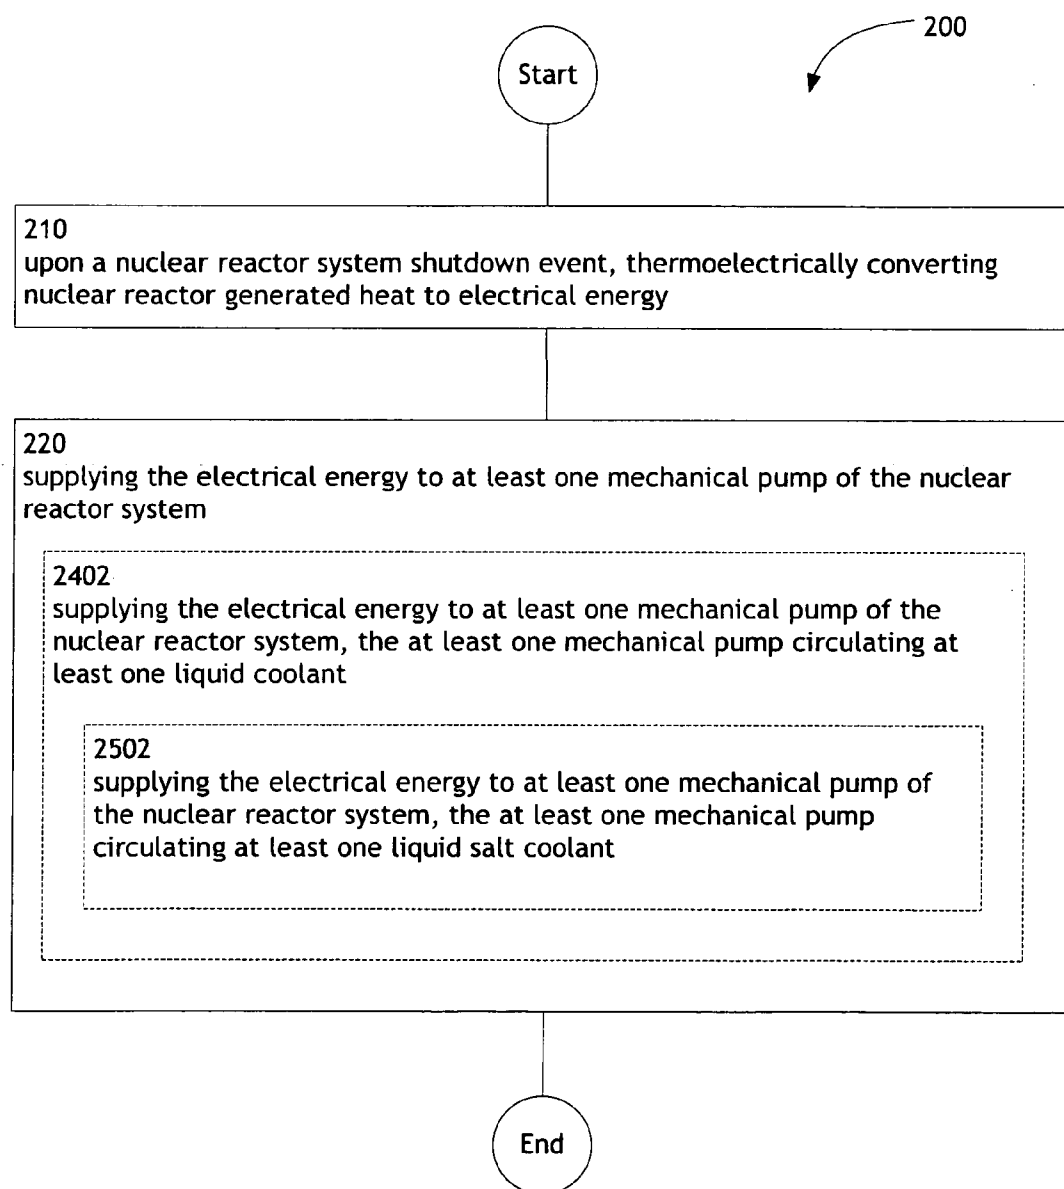 200
Start
210
upon a nuclear reactor system shutdown event, thermoelectrically converting
nuclear reactor generated heat to electrical energy
220
supplying the electrical energy to at least one mechanical pump of the nuclear
reactor system
2402
supplying the electrical energy to at least one mechanical pump of the
nuclear reactor system, the at least one mechanical pump circulating at
least one liquid coolant
2502
supplying the electrical energy to at least one mechanical pump of
the nuclear reactor system, the at least one mechanical pump
circulating at least one liquid salt coolant
End